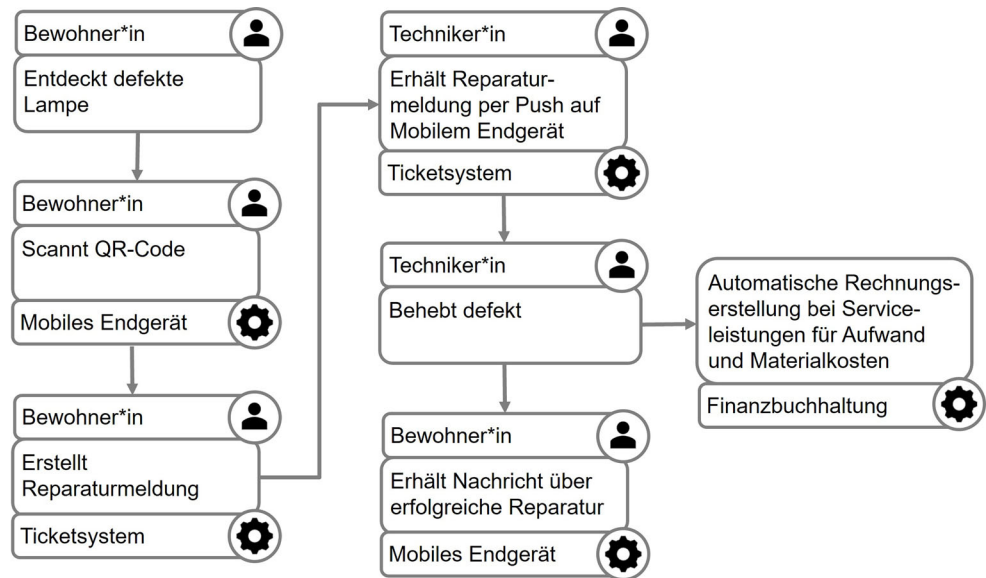 Bewohner*in
Entdeckt defekte
Lampe
Bewohner*in
Scannt QR-Code
Mobiles Endgerät
Bewohner*in
Erstellt
Reparaturmeldung
Ticketsystem
Techniker*in
Erhält Reparatur-
meldung per Push auf
Mobilem Endgerät
Ticketsystem
Techniker*in
Behebt defekt
Bewohner*in
Erhält Nachricht über
erfolgreiche Reparatur
Mobiles Endgerät
Automatische Rechnungs-
erstellung bei Service-
leistungen für Aufwand
und Materialkosten
Finanzbuchhaltung